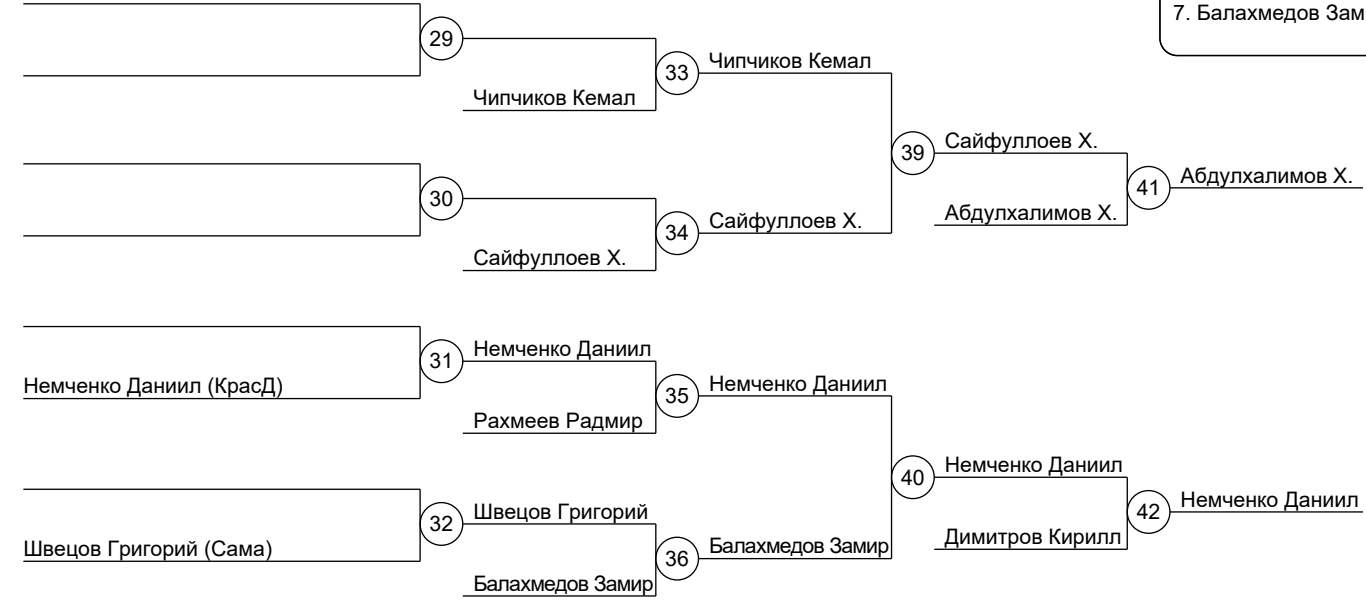 7. Балахмедов Зам
29
Чипчиков Кемал
33
Чипчиков Кемал
39
Сайфуллоев Х.
41
Абдулхалимов Х.
Абдулхалимов Х.
30
Сайфуллоев Х.
34
Сайфуллоев Х.
31
Немченко Даниил
Немченко Даниил (КрасД)
35
Немченко Даниил
Рахмеев Радмир
40
Немченко Даниил
42
Немченко Даниил
Димитров Кирилл
32
Швецов Григорий
Швецов Григорий (Сама)
36
Балахмедов Замир
Балахмедов Замир